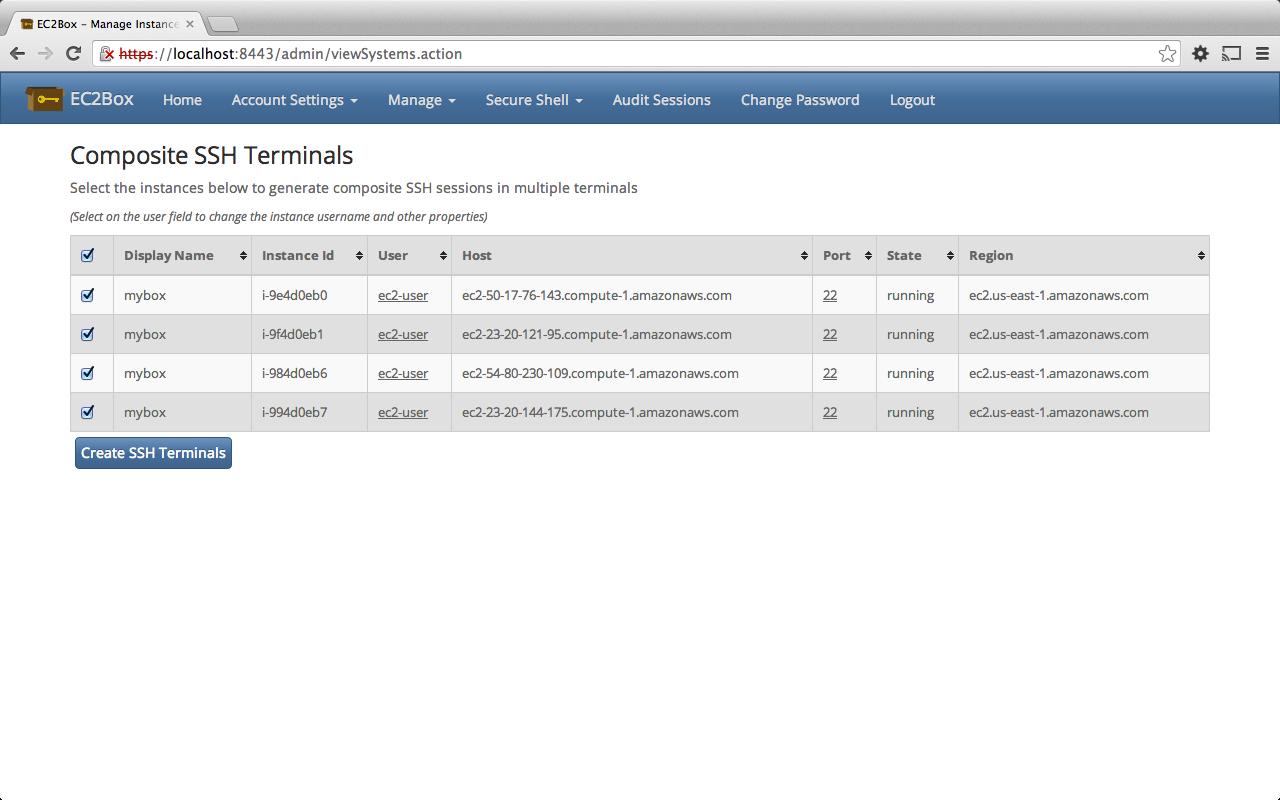 EC2Box – Manage Instance
https://localhost:8443/admin/viewSystems.action
EC2Box Home Account Settings Manage Secure Shell Audit Sessions Change Password Logout
Composite SSH Terminals
Select the instances below to generate composite SSH sessions in multiple terminals
(Select on the user field to change the instance username and other properties)
Display Name Instance Id User Host Port State Region
mybox i-9e4d0eb0 ec2-user ec2-50-17-76-143.compute-1.amazonaws.com 22 running ec2.us-east-1.amazonaws.com
mybox i-9f4d0eb1 ec2-user ec2-23-20-121-95.compute-1.amazonaws.com 22 running ec2.us-east-1.amazonaws.com
mybox i-984d0eb6 ec2-user ec2-54-80-230-109.compute-1.amazonaws.com 22 running ec2.us-east-1.amazonaws.com
mybox i-994d0eb7 ec2-user ec2-23-20-144-175.compute-1.amazonaws.com 22 running ec2.us-east-1.amazonaws.com
Create SSH Terminals